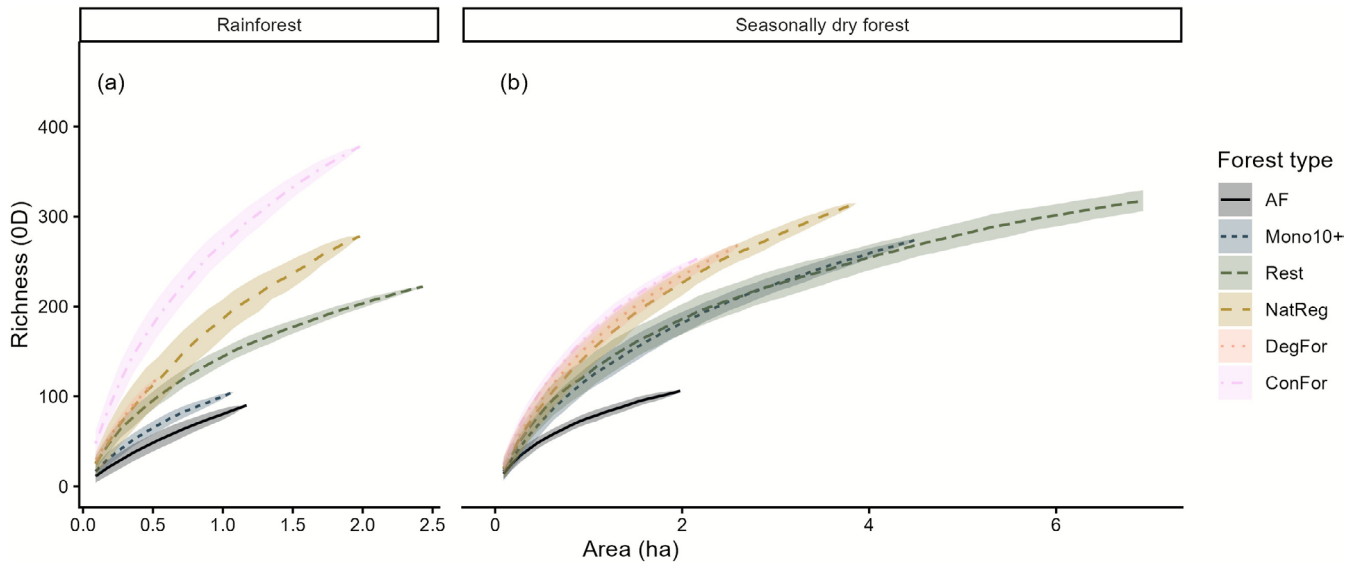 Rainforest
Seasonally dry forest
(a)
(b)
Richness (0D)
400
300
200
100
0
0.0 0.5 1.0 1.5 2.0 2.5
0 2 4 6
Area (ha)
Forest type
AF
Mono10+
Rest
NatReg
DegFor
ConFor